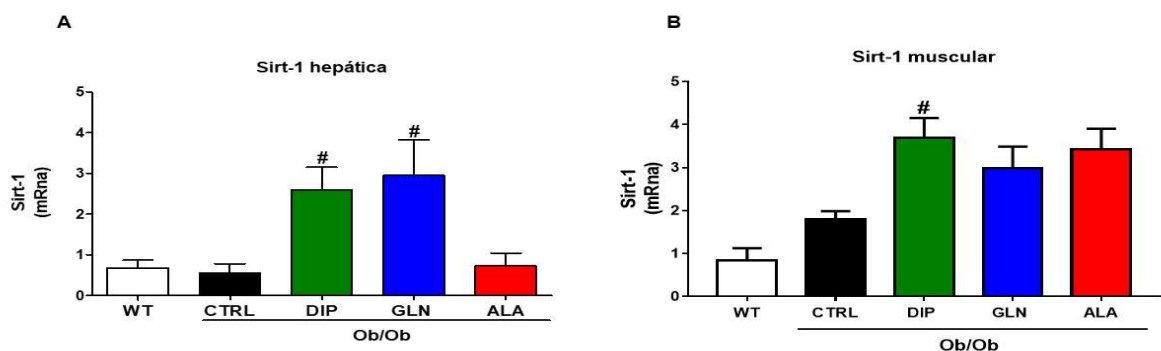 A
Sirt-1 hepática
Sirt-1
(mRna)
5
4
3
2
1
0
# #
WT CTRL DIP GLN ALA
Ob/Ob
B
Sirt-1 muscular
Sirt-1
(mRna)
5
4
3
2
1
0
#
WT CTRL DIP GLN ALA
Ob/Ob